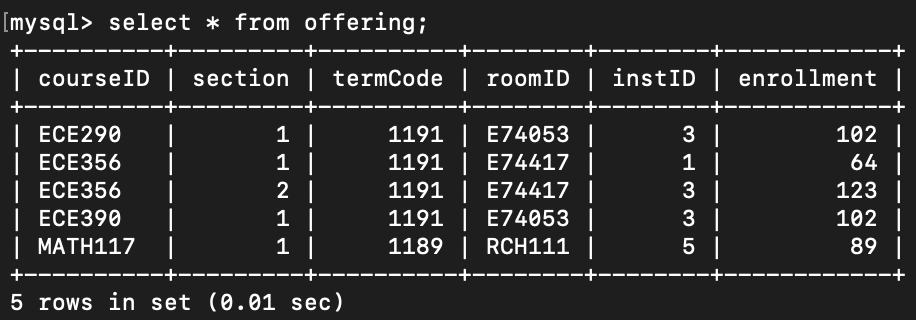 [mysql> select * from offering;
+-----------+---------+----------+--------+--------+------------+
| courseID  | section | termCode | roomID | instID | enrollment |
+-----------+---------+----------+--------+--------+------------+
| ECE290    |       1 |     1191 | E74053 |      3 |        102 |
| ECE356    |       1 |     1191 | E74417 |      1 |         64 |
| ECE356    |       2 |     1191 | E74417 |      3 |        123 |
| ECE390    |       1 |     1191 | E74053 |      3 |        102 |
| MATH117   |       1 |     1189 | RCH111 |      5 |         89 |
+-----------+---------+----------+--------+--------+------------+
5 rows in set (0.01 sec)